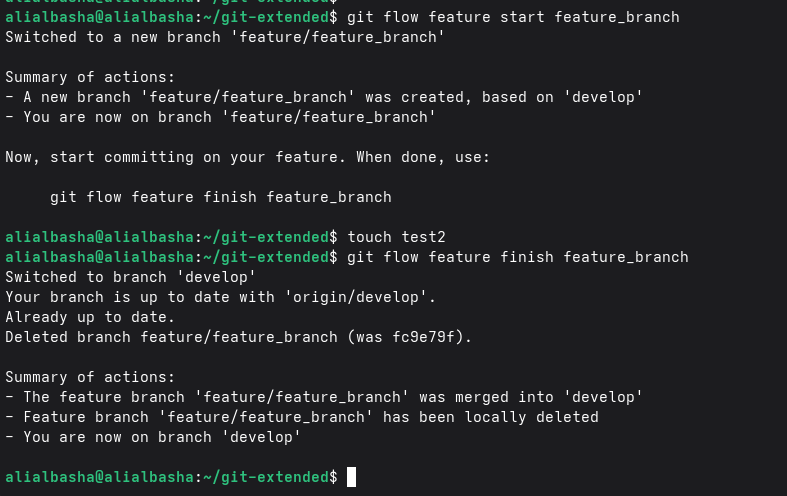 alialbasha@alialbasha:~/git-extended$ git flow feature start feature_branch
Switched to a new branch 'feature/feature_branch'
Summary of actions:
- A new branch 'feature/feature_branch' was created, based on 'develop'
- You are now on branch 'feature/feature_branch'
Now, start committing on your feature. When done, use:
git flow feature finish feature_branch
alialbasha@alialbasha:~/git-extended$ touch test2
alialbasha@alialbasha:~/git-extended$ git flow feature finish feature_branch
Switched to branch 'develop'
Your branch is up to date with 'origin/develop'.
Already up to date.
Deleted branch feature/feature_branch (was fc9e79f).
Summary of actions:
- The feature branch 'feature/feature_branch' was merged into 'develop'
- Feature branch 'feature/feature_branch' has been locally deleted
- You are now on branch 'develop'
alialbasha@alialbasha:~/git-extended$